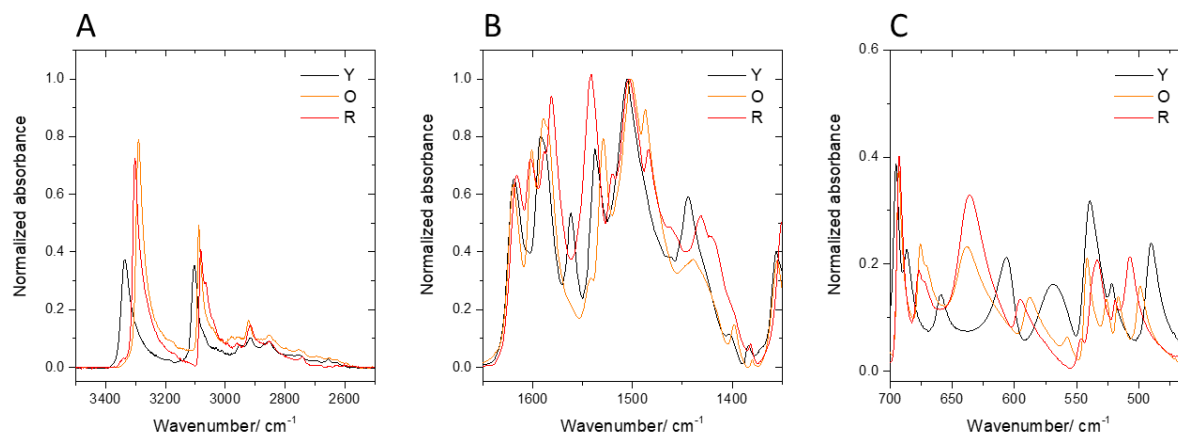 A
B
C
Normalized absorbance
1.0
0.8
0.6
0.4
0.2
0.0
3400
3200
3000
2800
2600
Wavenumber/ cm⁻¹
Y
O
R
Normalized absorbance
1.0
0.8
0.6
0.4
0.2
0.0
1600
1500
1400
Wavenumber/ cm⁻¹
Y
O
R
Normalized absorbance
0.6
0.4
0.2
0.0
700
650
600
550
500
Wavenumber/ cm⁻¹
Y
O
R